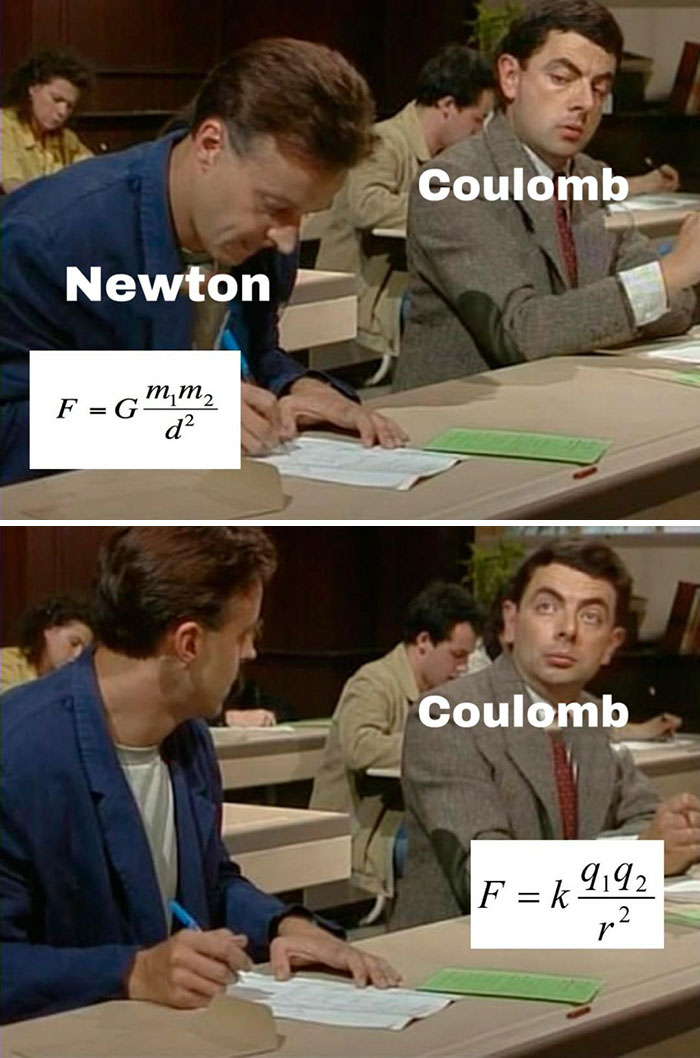 Coulomb
Newton
F = G m₁m₂ / d²
Coulomb
F = k q₁q₂ / r²